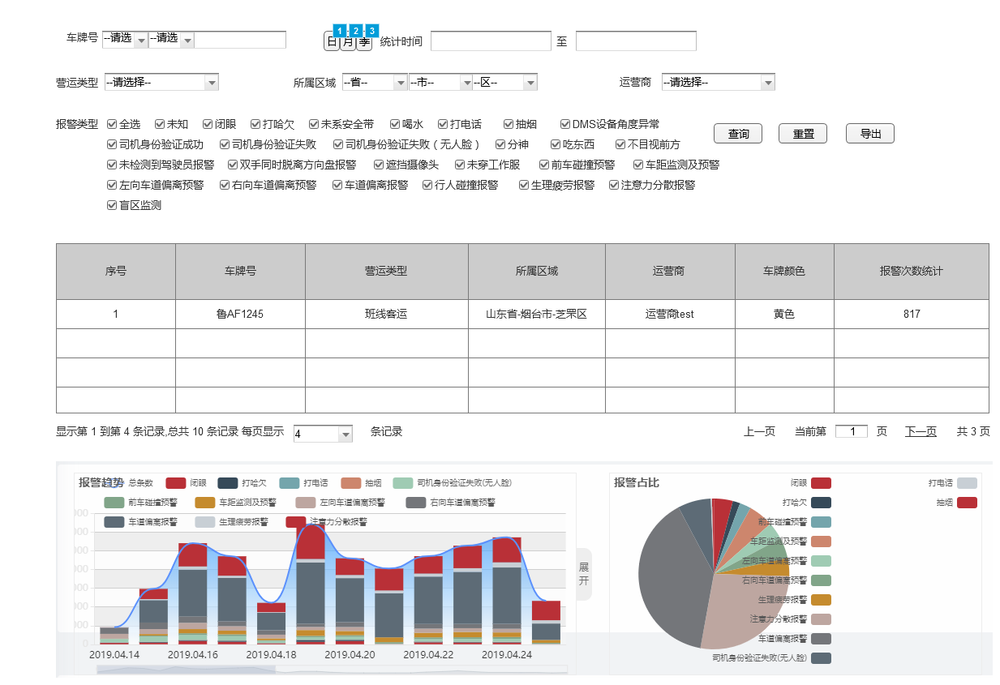 车牌号 --请选 --请选 日 1 月 2 季 3 统计时间 至
营运类型 --请选择-- 所属区域 --省-- --市-- --区-- 运营商 --请选择--
报警类型 全选 未知 闭眼 打哈欠 未系安全带 喝水 打电话 抽烟 DMS设备角度异常
司机身份验证成功 司机身份验证失败 司机身份验证失败（无人脸） 分神 吃东西 不目视前方
查询 重置 导出
未检测到驾驶员报警 双手同时脱离方向盘报警 遮挡摄像头 未穿工作服 前车碰撞预警 车距监测及预警
左向车道偏离预警 右向车道偏离预警 车道偏离报警 行人碰撞报警 生理疲劳报警 注意力分散报警
盲区监测
序号 车牌号 营运类型 所属区域 运营商 车牌颜色 报警次数统计
1 鲁AF1245 班线客运 山东省-烟台市-芝罘区 运营商test 黄色 817
显示第 1 到第 4 条记录,总共 10 条记录 每页显示 4 条记录 上一页 当前第 1 页 下一页 共 3 页
报警趋势 总条数 闭眼 打哈欠 打电话 抽烟 司机身份验证失败(无人脸)
前车碰撞预警 车距监测及预警 左向车道偏离预警 右向车道偏离预警
车道偏离报警 生理疲劳报警 注意力分散报警
0
2019.04.14 2019.04.16 2019.04.18 2019.04.20 2019.04.22 2019.04.24
展开
报警占比
闭眼
打哈欠
前车碰撞预警
车距监测及预警
左向车道偏离预警
右向车道偏离预警
生理疲劳报警
注意力分散报警
车道偏离报警
司机身份验证失败(无人脸)
打电话
抽烟